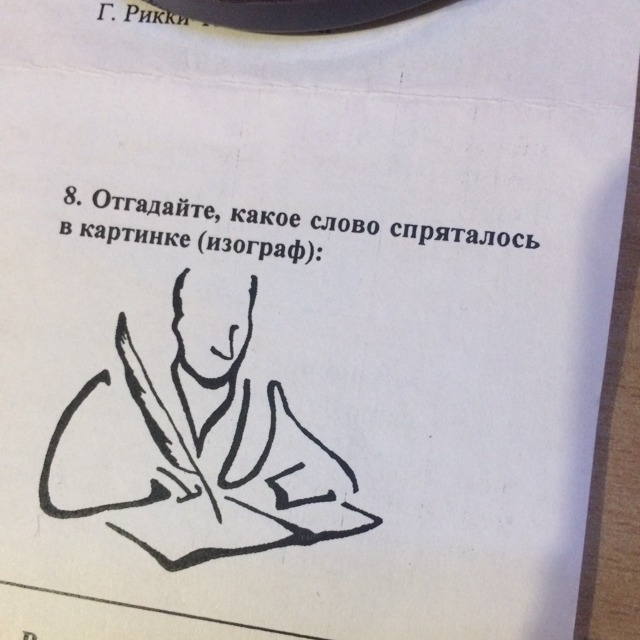 Г. Рикки
8. Отгадайте, какое слово спряталось
в картинке (изограф):